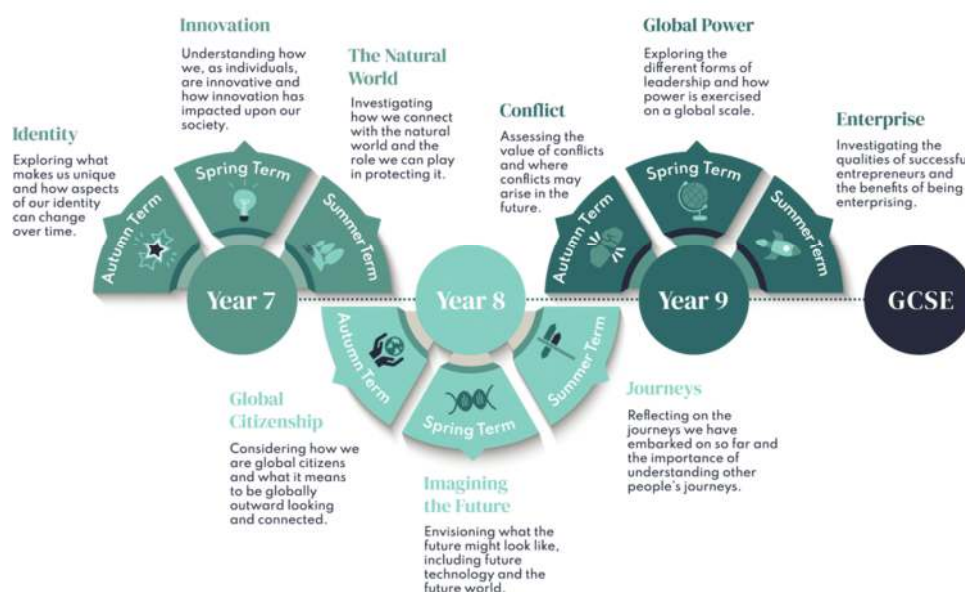 Identity
Exploring what
makes us unique
and how aspects
of our identity
can change
over time.
Autumn Term
Innovation
Understanding how
we, as individuals,
are innovative and
how innovation has
impacted upon our
society.
Spring Term
The Natural
World
Investigating
how we connect
with the natural
world and the
role we can play
in protecting it.
Summer Term
Year 7
Global
Citizenship
Considering how we
are global citizens
and what it means
to be globally
outward looking
and connected.
Autumn Term
Imagining
the Future
Envisioning what the
future might look like,
including future
technology and the
future world.
Spring Term
Journeys
Reflecting on the
journeys we have
embarked on so far and
the importance of
understanding other
people's journeys.
Summer Term
Year 8
Conflict
Assessing the
value of conflicts
and where
conflicts may
arise in the
future.
Autumn Term
Global Power
Exploring the
different forms of
leadership and how
power is exercised
on a global scale.
Spring Term
Enterprise
Investigating the
qualities of successfu
entrepreneurs and
the benefits of being
enterprising.
Summer Term
Year 9
GCSE